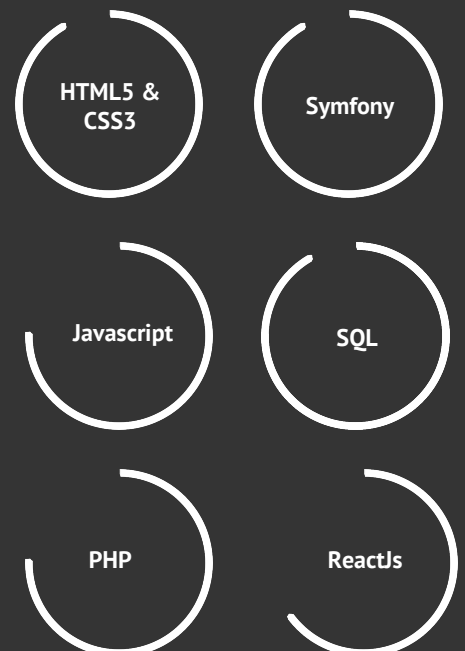 HTML5 &
CSS3
Symfony
Javascript
SQL
PHP
ReactJs